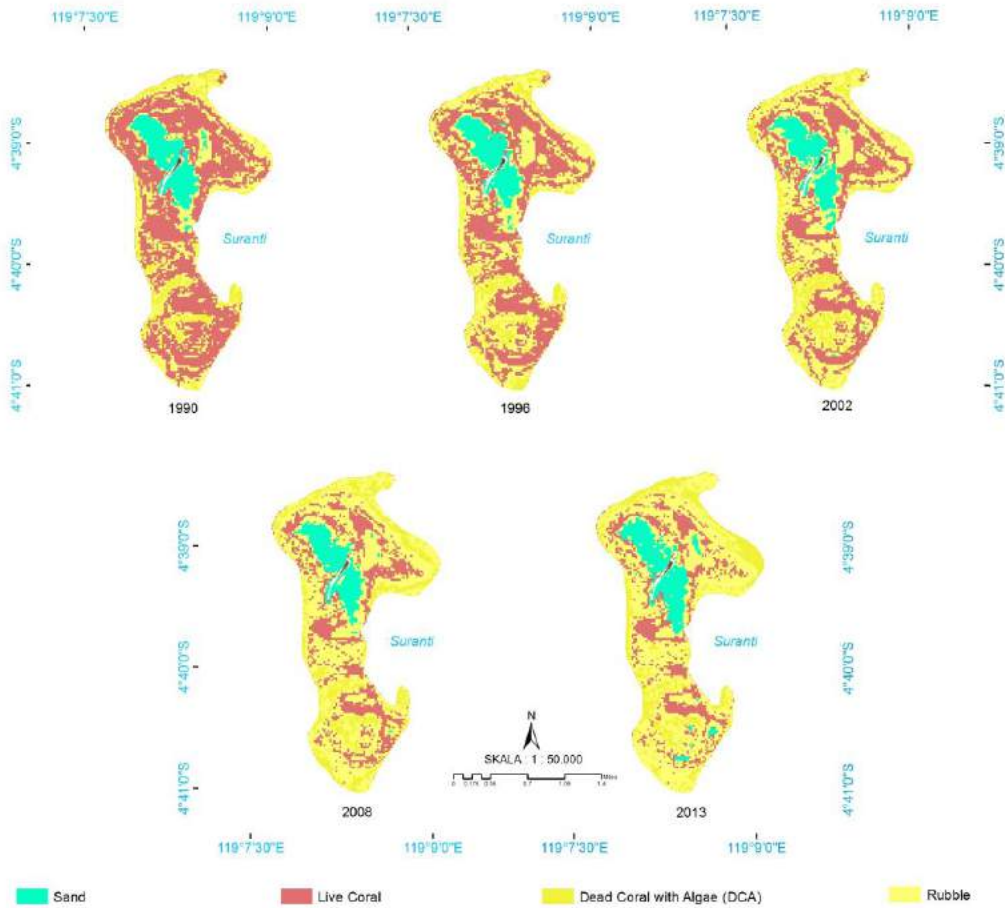 119°7'30"E 119°9'0"E 119°7'30"E 119°9'0"E 119°7'30"E 119°9'0"E
4°39'0"S 4°39'0"S
Suranti Suranti Suranti
4°40'0"S 4°40'0"S
4°41'0"S 4°41'0"S
1990 1996 2002
4°39'0"S 4°39'0"S
Suranti Suranti
4°40'0"S 4°40'0"S
N
SKALA : 1 : 50.000
Miles
0
4°41'0"S 4°41'0"S
2008 2013
119°7'30"E 119°9'0"E 119°7'30"E 119°9'0"E
Sand Live Coral Dead Coral with Algae (DCA) Rubble